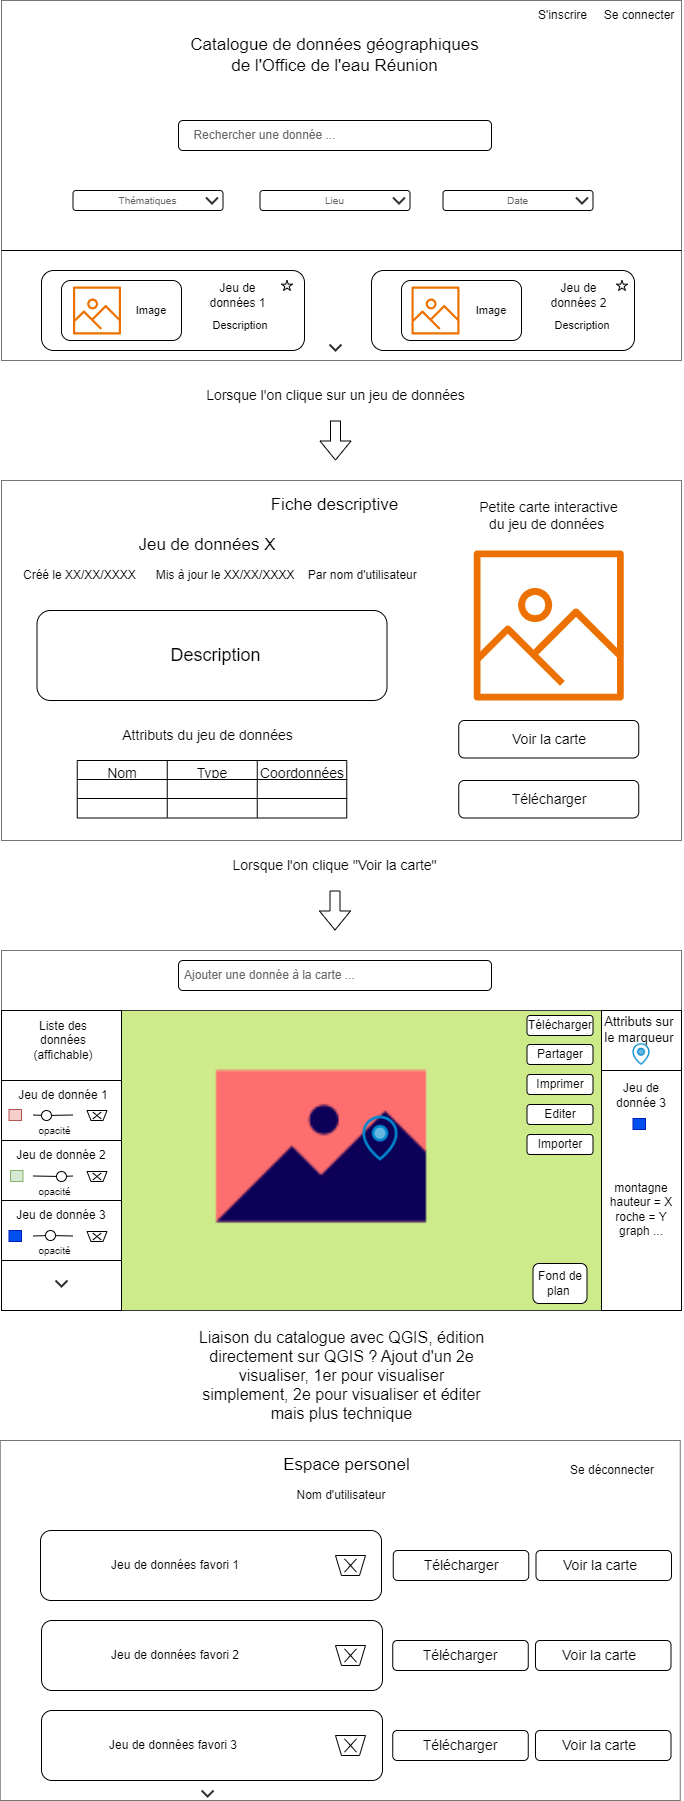 S'inscrire
Se connecter
Catalogue de données géographiques
de l'Office de l'eau Réunion
Rechercher une donnée ...
Thématiques
Lieu
Date
Image
Jeu de
données 1
Description
Image
Jeu de
données 2
Description
Lorsque l'on clique sur un jeu de données
Fiche descriptive
Jeu de données X
Créé le XX/XX/XXXX
Mis à jour le XX/XX/XXXX
Par nom d'utilisateur
Description
Attributs du jeu de données
Nom
Type
Coordonnées
Petite carte interactive
du jeu de données
Voir la carte
Télécharger
Lorsque l'on clique "Voir la carte"
Ajouter une donnée à la carte ...
Liste des
données
(affichable)
Jeu de donnée 1
opacité
Jeu de donnée 2
opacité
Jeu de donnée 3
opacité
Télécharger
Partager
Imprimer
Editer
Importer
Fond de
plan
Attributs sur
le marqueur
Jeu de
donnée 3
montagne
hauteur = X
roche = Y
graph ...
Liaison du catalogue avec QGIS, édition
directement sur QGIS ? Ajout d'un 2e
visualiser, 1er pour visualiser
simplement, 2e pour visualiser et éditer
mais plus technique
Espace personel
Se déconnecter
Nom d'utilisateur
Jeu de données favori 1
Télécharger
Voir la carte
Jeu de données favori 2
Télécharger
Voir la carte
Jeu de données favori 3
Télécharger
Voir la carte